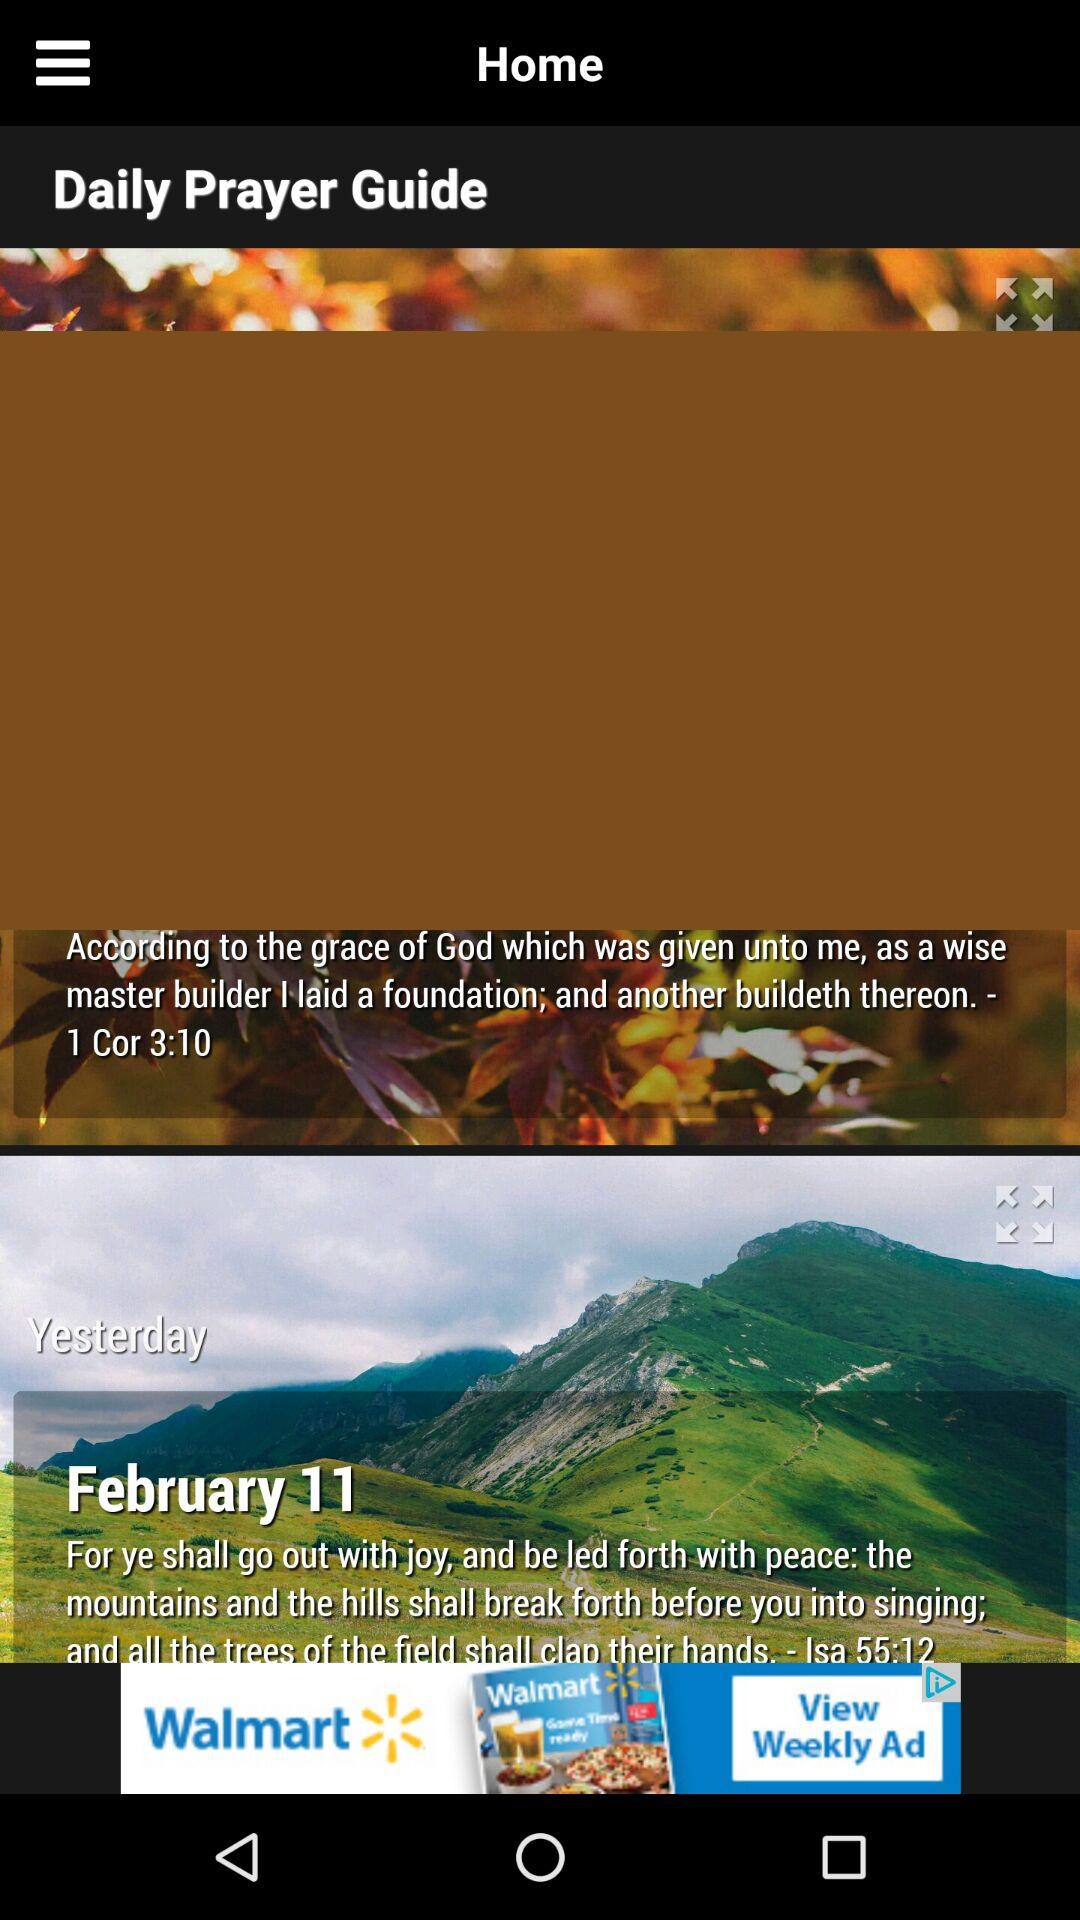 Home
Daily Prayer Guide
According to the grace of God which was given unto me, as a wise
master builder I laid a foundation; and another buildeth thereon. -
1 Cor 3:10
Yesterday
February 11
For ye shall go out with joy, and be led forth with peace: the
mountains and the hills shall break forth before you into singing;
and all the trees of the field shall clap their hands. - Isa 55:12
Walmart
Walmart
Game Time
ready
View
Weekly Ad